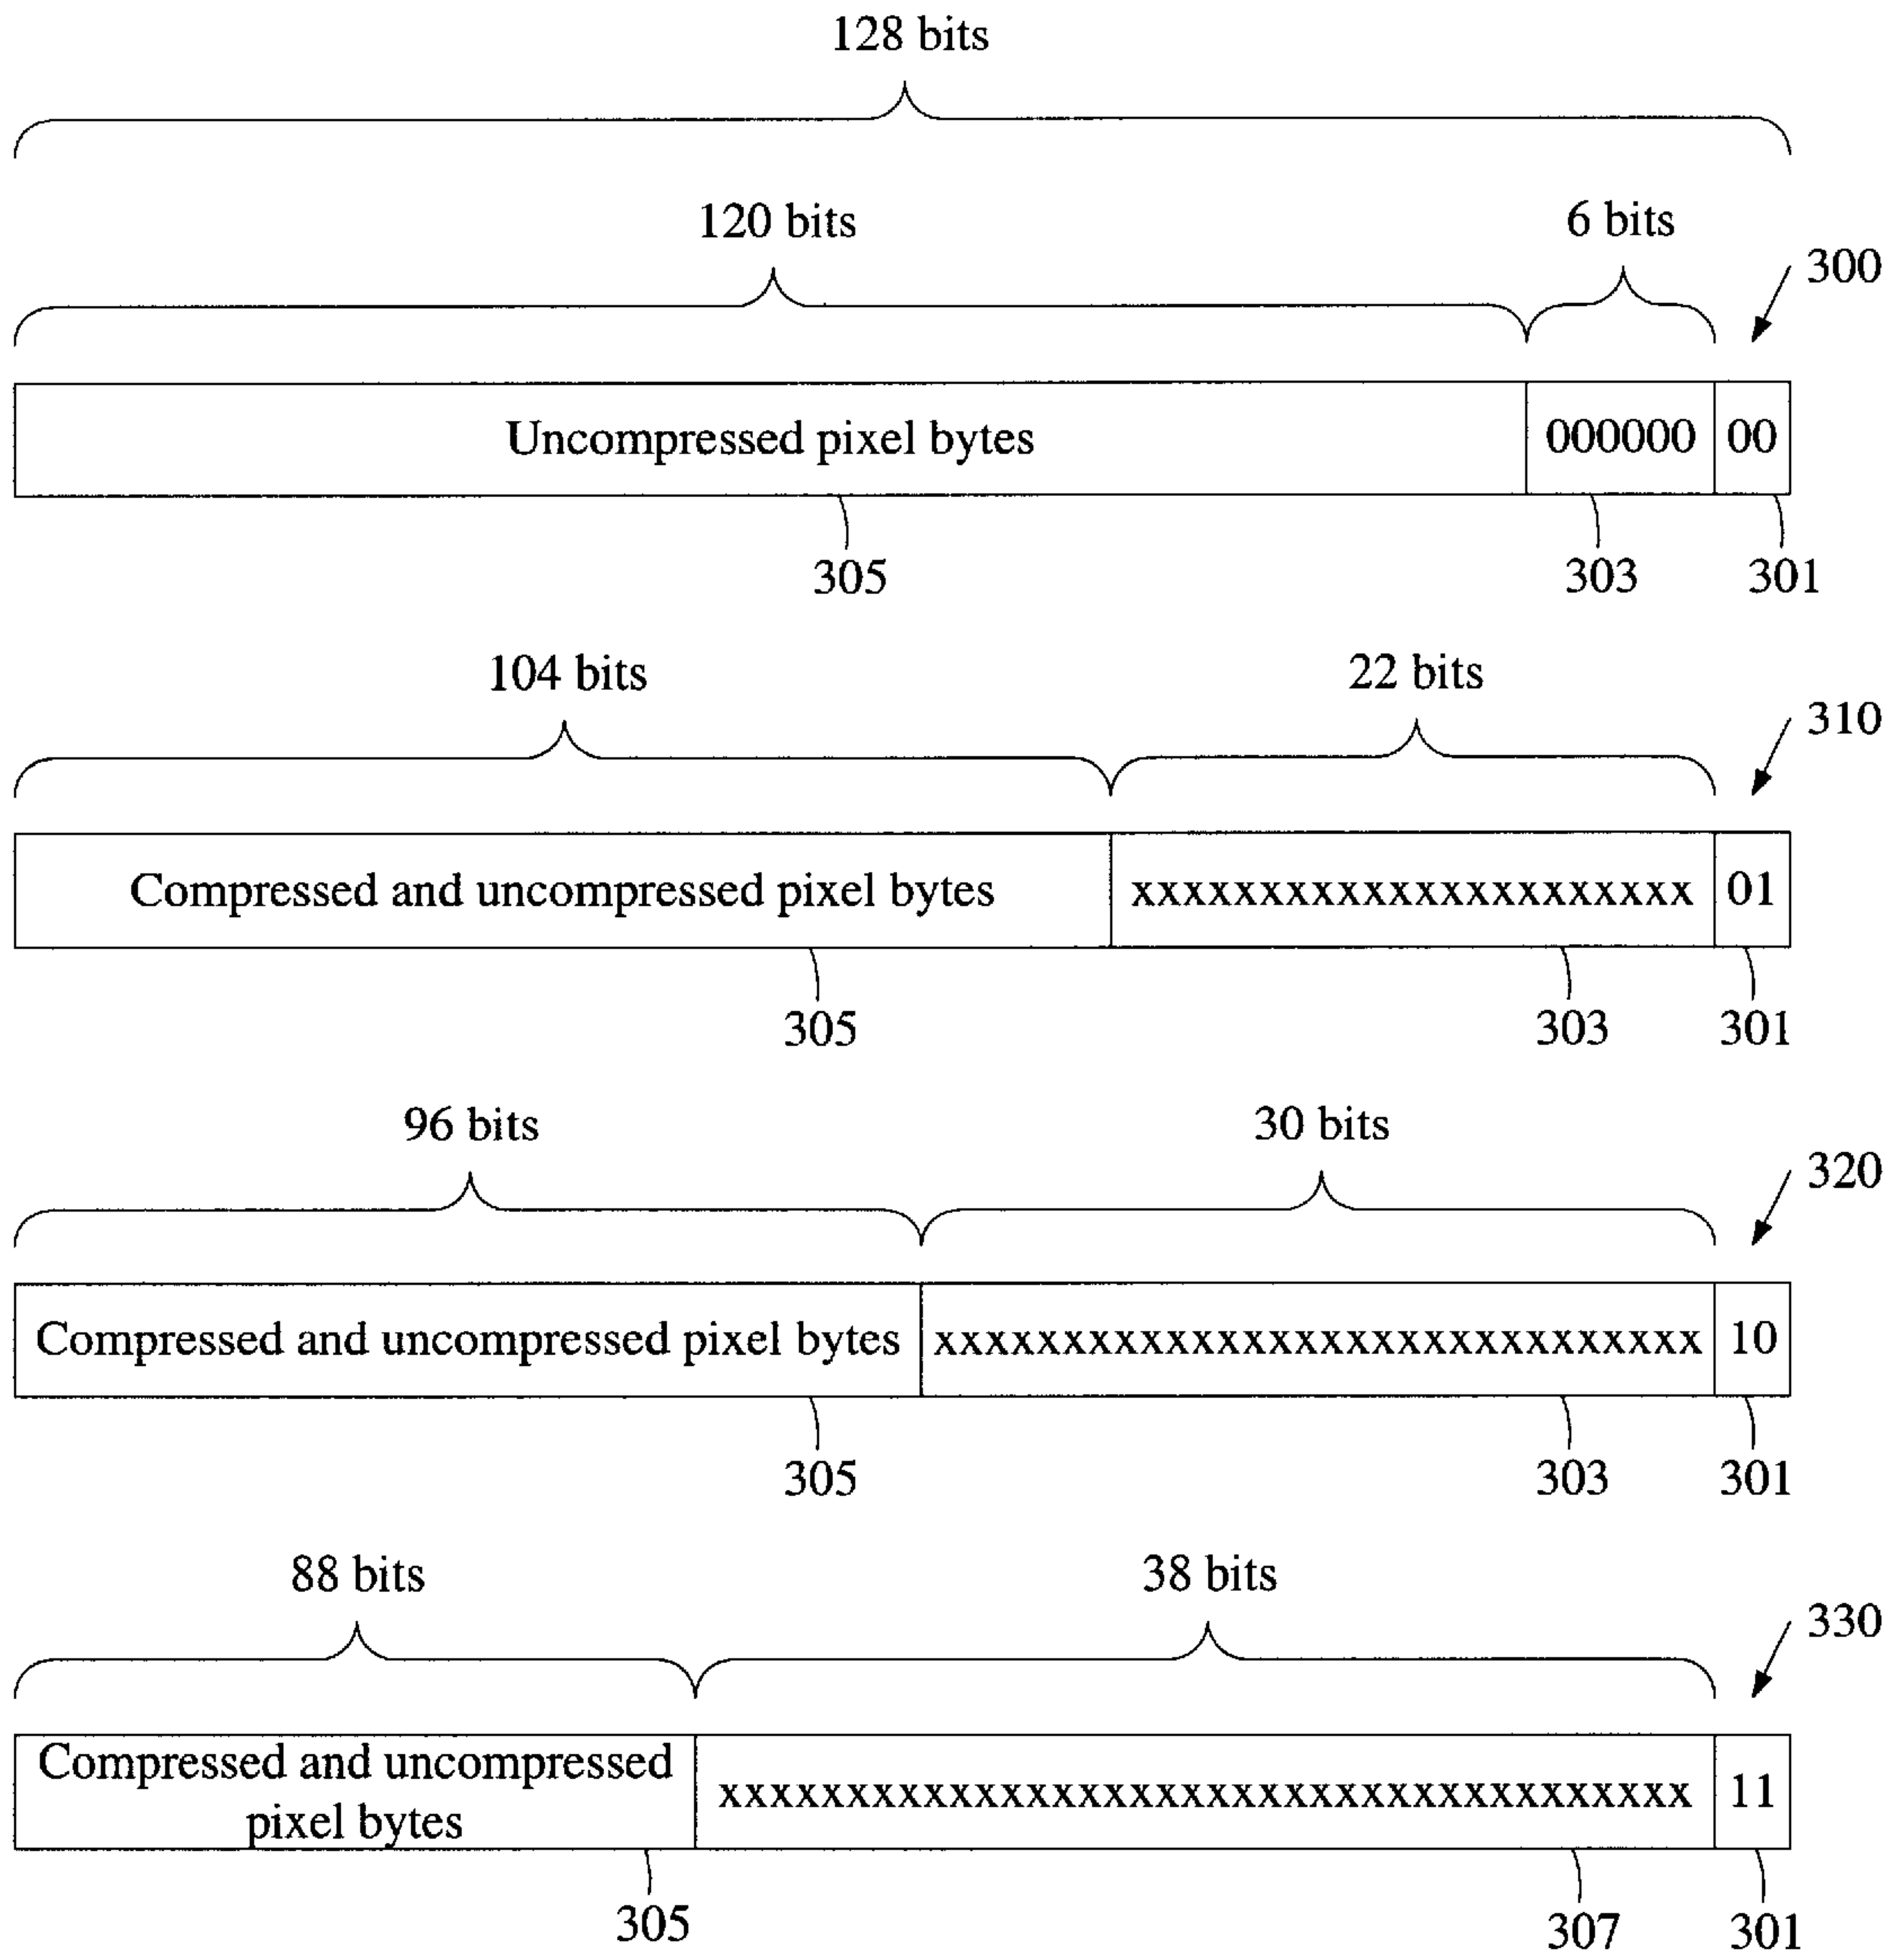 128 bits
120 bits 6 bits
300
Uncompressed pixel bytes 000000 00
305 303 301
104 bits 22 bits
310
Compressed and uncompressed pixel bytes xxxxxxxxxxxxxxxxxxxxxx 01
305 303 301
96 bits 30 bits
320
Compressed and uncompressed pixel bytes xxxxxxxxxxxxxxxxxxxxxxxxxxxxxx 10
305 303 301
88 bits 38 bits
330
Compressed and uncompressed
pixel bytes
xxxxxxxxxxxxxxxxxxxxxxxxxxxxxxxxxxxxxx 11
305 307 301